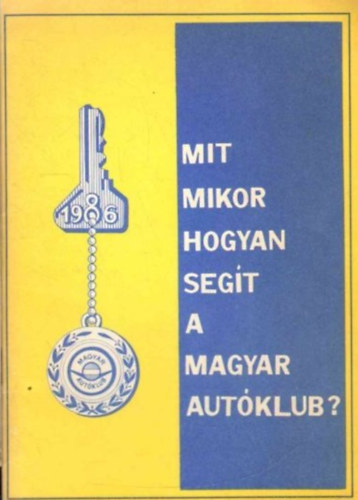 MIT
MIKOR
HOGYAN
SEGÍT
A
MAGYAR
AUTÓKLUB?
1986
MAGYAR
AUTÓKLUB